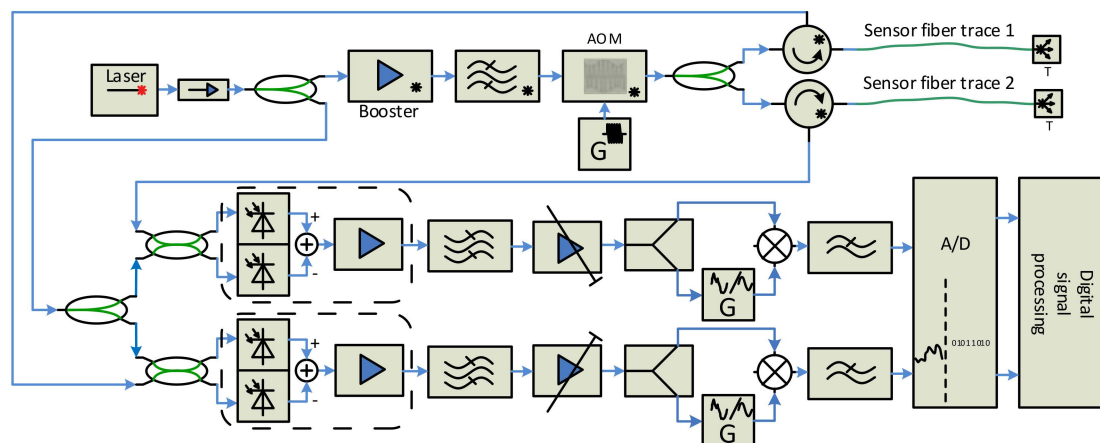 Laser
Booster
AOM
G
Sensor fiber trace 1
T
Sensor fiber trace 2
T
+
-
G
A/D
01011010
Digital
signal
processing
+
-
G